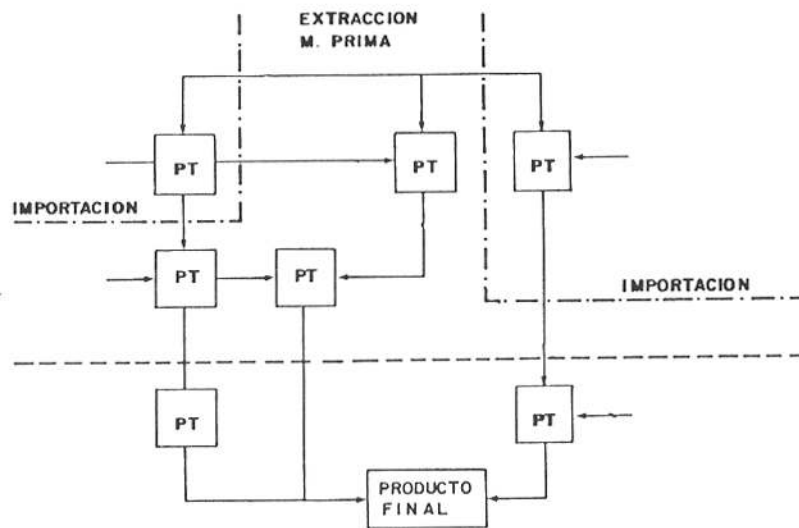 EXTRACCION
M. PRIMA
PT
PT
PT
IMPORTACION
PT
PT
IMPORTACION
PT
PT
PRODUCTO
FINAL